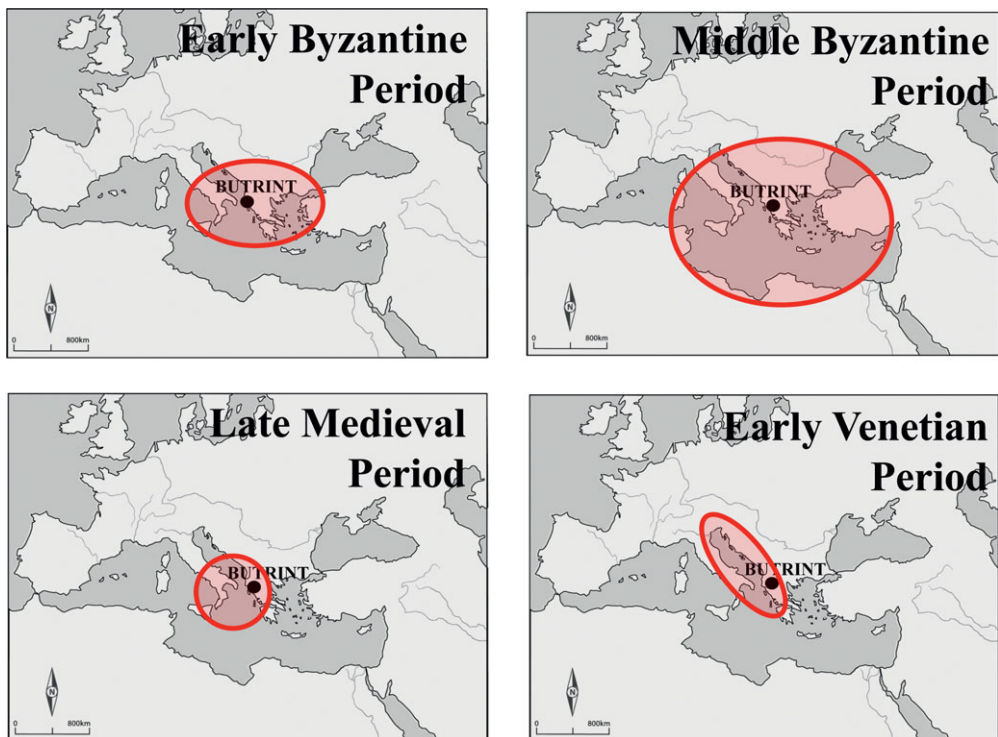 Early Byzantine
Period
BUTRINT
N
0 800km
Middle Byzantine
Period
BUTRINT
N
0 800km
Late Medieval
Period
BUTRINT
N
0 800km
Early Venetian
Period
BUTRINT
N
0 800km